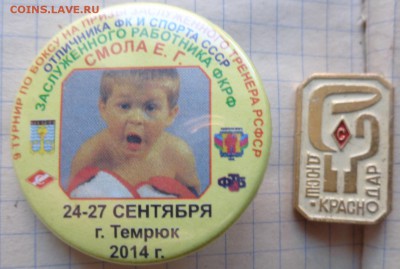 COINS.LAVE.RU
9 ТУРНИР ПО БОКСУ НА ПРИЗЫ ЗАСЛУЖЕННОГО ТРЕНЕРА РСФСР
ОТЛИЧНИКА ФК И СПОРТА СССР
ЗАСЛУЖЕННОГО РАБОТНИКА ФКРФ
СМОЛА Е. Г.
24-27 СЕНТЯБРЯ
г. Темрюк
2014 г.
С
ДЮСШ
КРАСНОДАР